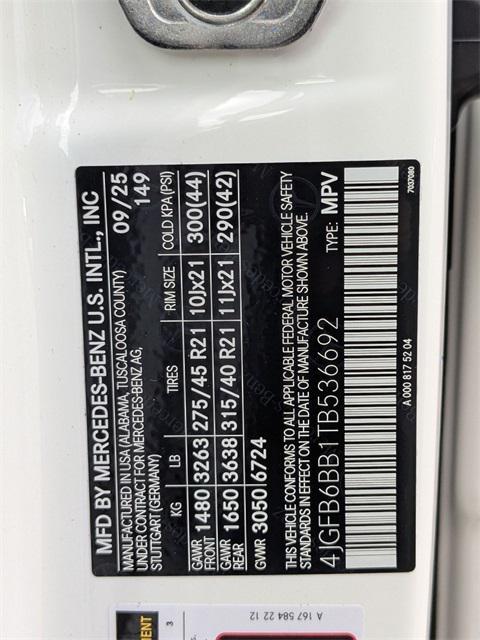 MFD BY MERCEDES-BENZ U.S. INTL., INC
MANUFACTURED IN USA (ALABAMA, TUSCALOOSA COUNTY) 09/25
UNDER CONTRACT FOR MERCEDES-BENZ AG, 149
STUTTGART (GERMANY)
KG LB TIRES RIM SIZE COLD KPA (PSI)
GAWR 1480 3263 275/45 R21 10Jx21 300(44)
FRONT
GAWR 1650 3638 315/40 R21 11Jx21 290(42)
REAR
GVWR 3050 6724
THIS VEHICLE CONFORMS TO ALL APPLICABLE FEDERAL MOTOR VEHICLE SAFETY
STANDARDS IN EFFECT ON THE DATE OF MANUFACTURE SHOWN ABOVE.
4JGFB6BB1TB536692 TYPE: MPV
A 000 817 52 04 7037080
A 167 584 22 12
3